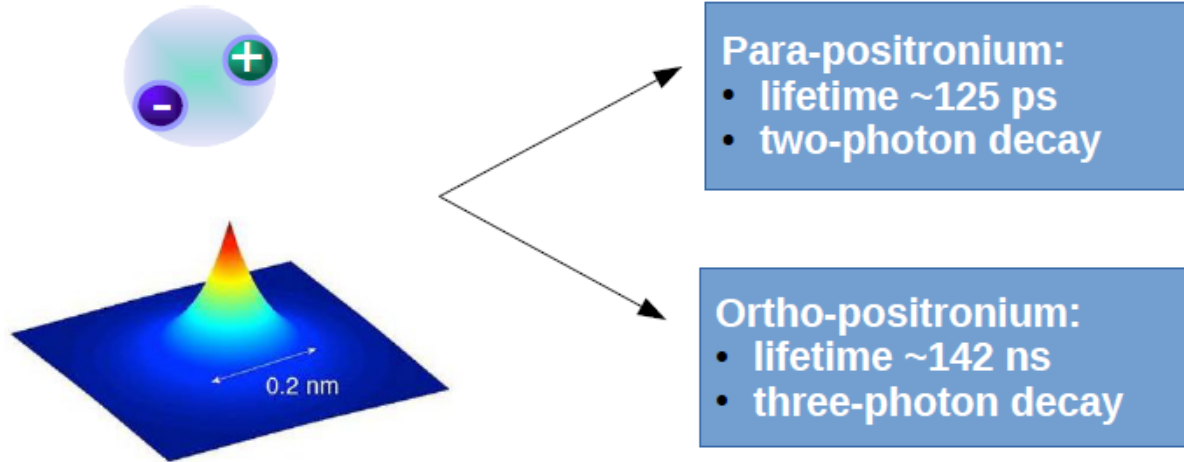 +
-
0.2 nm
Para-positronium:
• lifetime ~125 ps
• two-photon decay
Ortho-positronium:
• lifetime ~142 ns
• three-photon decay